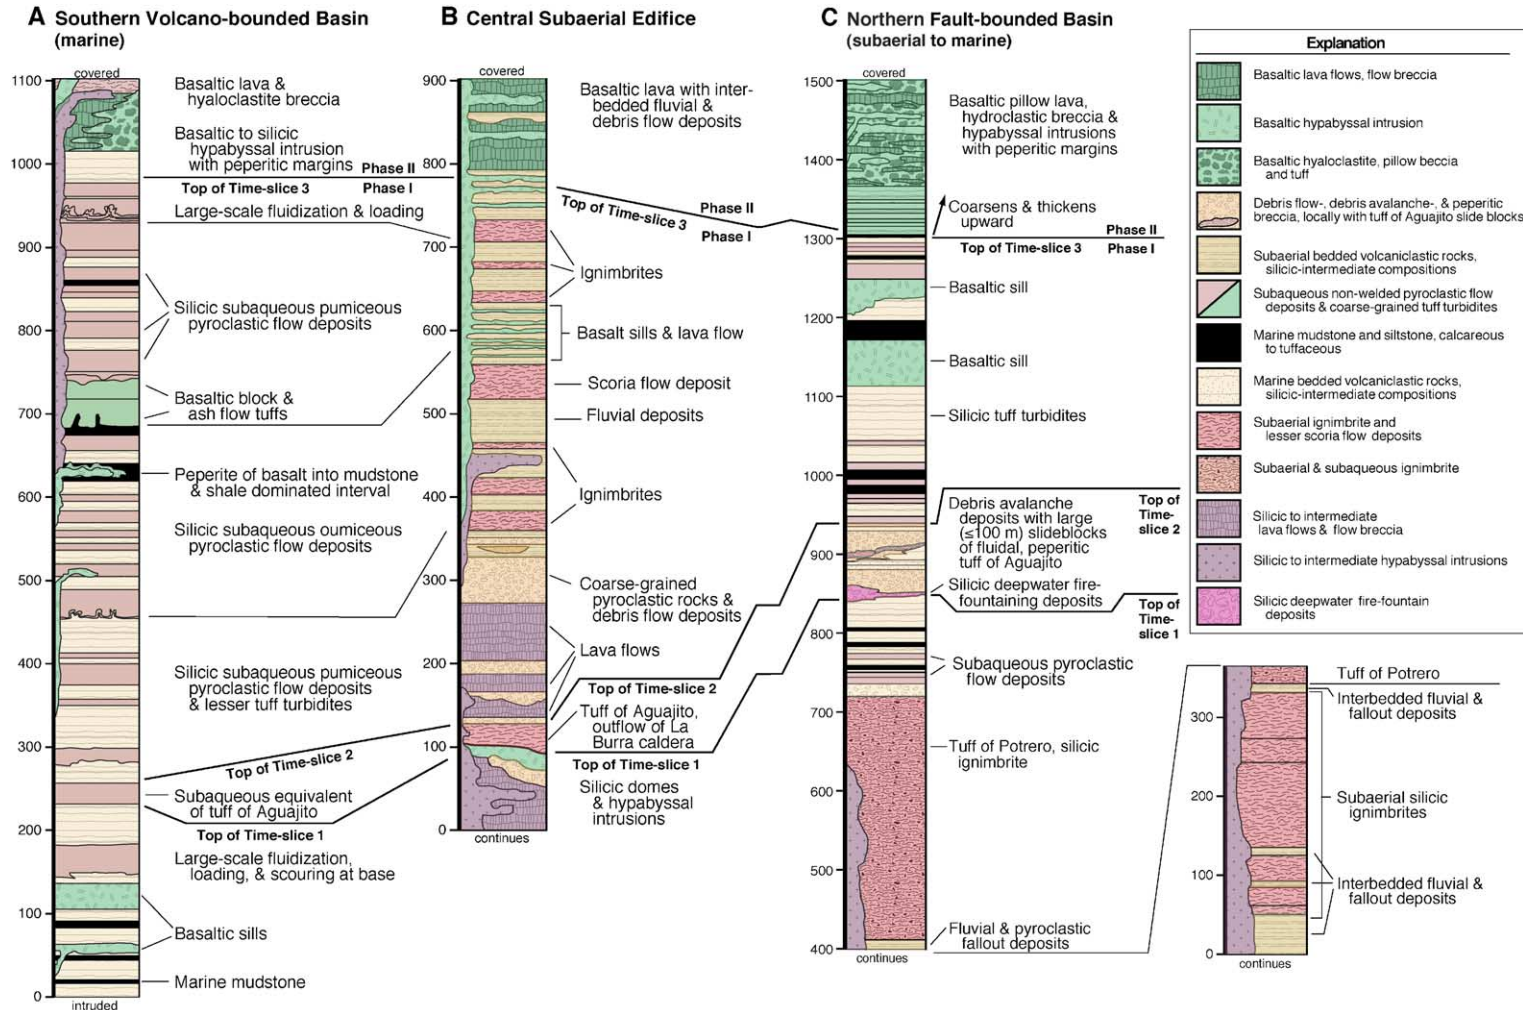 A Southern Volcano-bounded Basin
(marine)
covered
1100
1000
900
800
700
600
500
400
300
200
100
0
intruded
Basaltic lava &
hyaloclastite breccia
Basaltic to silicic
hypabyssal intrusion
with peperitic margins
Phase II
Top of Time-slice 3
Phase I
Large-scale fluidization & loading
Silicic subaqueous pumiceous
pyroclastic flow deposits
Basaltic block &
ash flow tuffs
Peperite of basalt into mudstone
& shale dominated interval
Silicic subaqueous oumiceous
pyroclastic flow deposits
Silicic subaqueous pumiceous
pyroclastic flow deposits
& lesser tuff turbidites
Top of Time-slice 2
Subaqueous equivalent
of tuff of Aguajito
Top of Time-slice 1
Large-scale fluidization,
loading, & scouring at base
Basaltic sills
Marine mudstone
B Central Subaerial Edifice
covered
900
800
700
600
500
400
300
200
100
0
continues
Basaltic lava with inter-
bedded fluvial &
debris flow deposits
Top of Time-slice 3
Phase II
Phase I
Ignimbrites
Basalt sills & lava flow
Scoria flow deposit
Fluvial deposits
Ignimbrites
Coarse-grained
pyroclastic rocks &
debris flow deposits
Lava flows
Top of Time-slice 2
Tuff of Aguajito,
outflow of La
Burra caldera
Top of Time-slice 1
Silicic domes
& hypabyssal
intrusions
C Northern Fault-bounded Basin
(subaerial to marine)
covered
1500
1400
1300
1200
1100
1000
900
800
700
600
500
400
continues
Basaltic pillow lava,
hydroclastic breccia &
hypabyssal intrusions
with peperitic margins
Coarsens & thickens
upward
Phase II
Top of Time-slice 3
Phase I
Basaltic sill
Basaltic sill
Silicic tuff turbidites
Debris avalanche
deposits with large
(≤100 m) slideblocks
of fluidal, peperitic
tuff of Aguajito
Top of
Time-
slice 2
Silicic deepwater fire-
fountaining deposits
Top of
Time-
slice 1
Subaqueous pyroclastic
flow deposits
Tuff of Potrero, silicic
ignimbrite
Fluvial & pyroclastic
fallout deposits
300
200
100
0
continues
Tuff of Potrero
Interbedded fluvial &
fallout deposits
Subaerial silicic
ignimbrites
Interbedded fluvial &
fallout deposits
Explanation
Basaltic lava flows, flow breccia
Basaltic hypabyssal intrusion
Basaltic hyaloclastite, pillow beccia
and tuff
Debris flow-, debris avalanche-, & peperitic
breccia, locally with tuff of Aguajito slide blocks
Subaerial bedded volcaniclastic rocks,
silicic-intermediate compositions
Subaqueous non-welded pyroclastic flow
deposits & coarse-grained tuff turbidites
Marine mudstone and siltstone, calcareous
to tuffaceous
Marine bedded volcaniclastic rocks,
silicic-intermediate compositions
Subaerial ignimbrite and
lesser scoria flow deposits
Subaerial & subaqueous ignimbrite
Silicic to intermediate
lava flows & flow breccia
Silicic to intermediate hypabyssal intrusions
Silicic deepwater fire-fountain
deposits